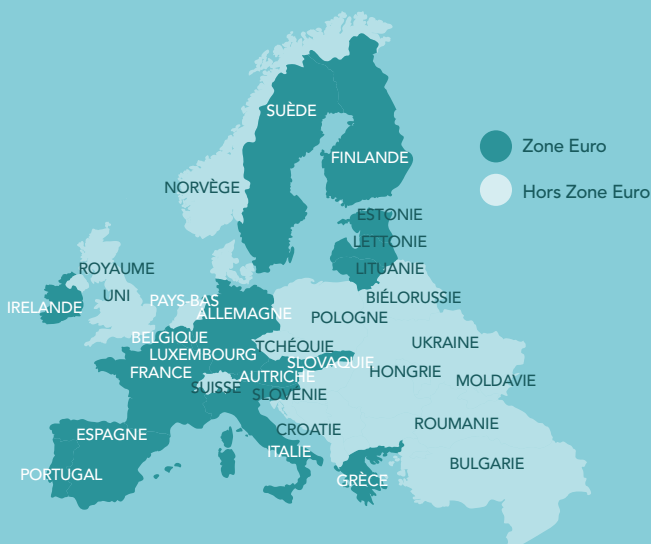 SUÈDE
Zone Euro
FINLANDE
NORVÈGE
Hors Zone Euro
ESTONIE
LETTONIE
ROYAUME
UNI
LITUANIE
IRELANDE
PAYS-BAS
BIÉLORUSSIE
ALLEMAGNE
POLOGNE
BELGIQUE
TCHÉQUIE
UKRAINE
LUXEMBOURG
SLOVAQUIE
FRANCE
AUTRICHE
HONGRIE
MOLDAVIE
SUISSE
SLOVÉNIE
ESPAGNE
CROATIE
ROUMANIE
ITALIE
BULGARIE
PORTUGAL
GRÈCE